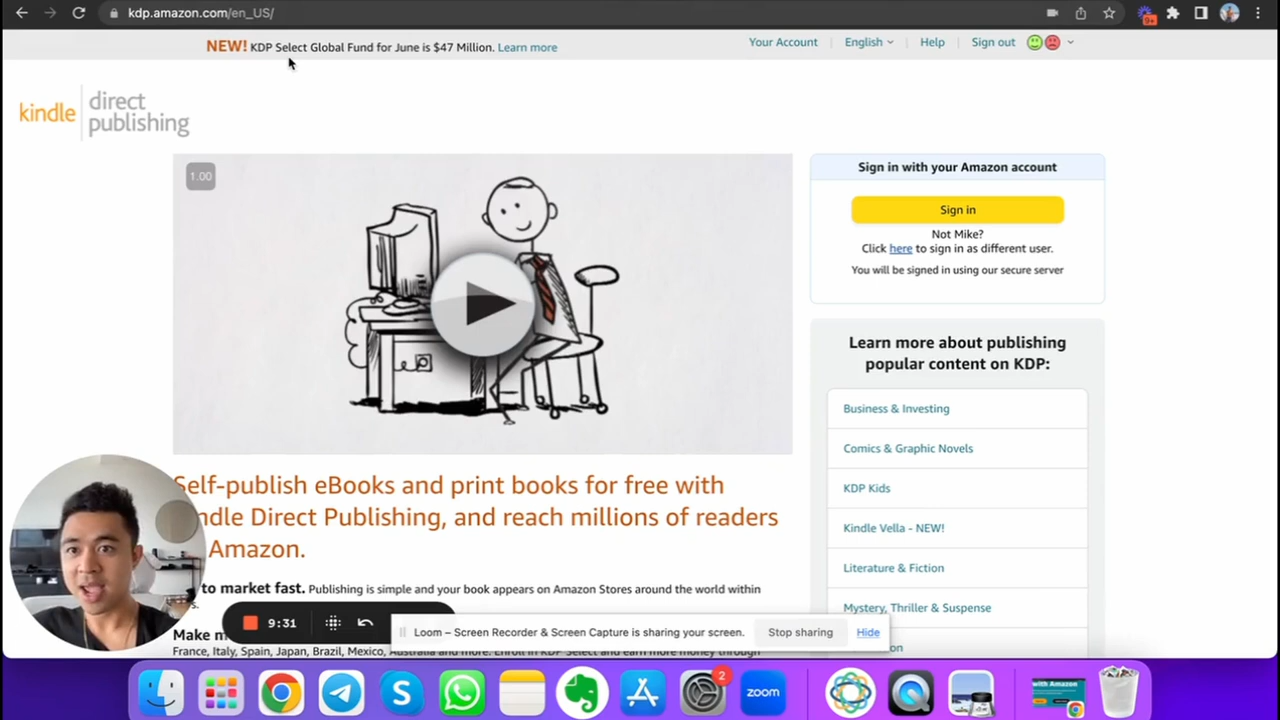 kdp.amazon.com/en_US/
9+
NEW! KDP Select Global Fund for June is $47 Million. Learn more
Your Account
English
Help
Sign out
kindle
direct
publishing
1.00
Sign in with your Amazon account
Sign in
Not Mike?
Click here to sign in as different user.
You will be signed in using our secure server
Learn more about publishing
popular content on KDP:
Business & Investing
Comics & Graphic Novels
KDP Kids
Kindle Vella - NEW!
Literature & Fiction
Mystery, Thriller & Suspense
Self-publish eBooks and print books for free with
ndle Direct Publishing, and reach millions of readers
Amazon.
to market fast. Publishing is simple and your book appears on Amazon Stores around the world within
9:31
Loom – Screen Recorder & Screen Capture is sharing your screen.
Stop sharing
Hide
Make m
France, Italy, Spain, Japan, Brazil, Mexico, Australia and more. Enroll in KDP Select and earn more money through
2
zoom
with Amazon